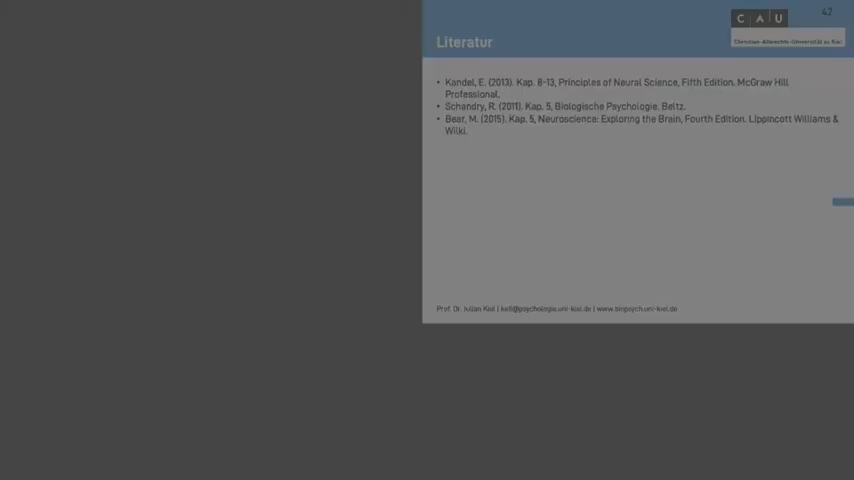 42
C A U
Christian-Albrechts-Universität zu Kiel
Literatur
• Kandel, E. (2013). Kap. 8-13, Principles of Neural Science, Fifth Edition. McGraw Hill
Professional.
• Schandry, R. (2011). Kap. 5, Biologische Psychologie. Beltz.
• Bear, M. (2015). Kap. 5, Neuroscience: Exploring the Brain, Fourth Edition. Lippincott Williams &
Wilki.
Prof. Dr. Julian Keil | keil@psychologie.uni-kiel.de | www.biopsych.uni-kiel.de